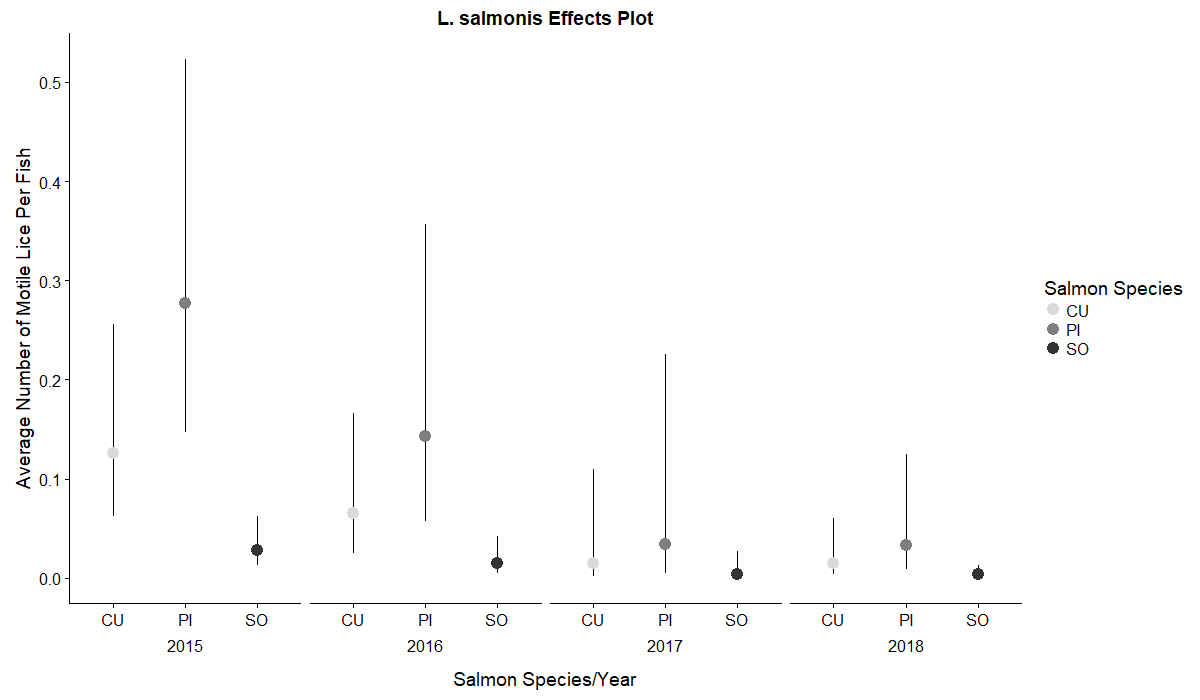 L. salmonis Effects Plot
Average Number of Motile Lice Per Fish
0.5
0.4
0.3
0.2
0.1
0.0
CU PI SO CU PI SO CU PI SO CU PI SO
2015 2016 2017 2018
Salmon Species/Year
Salmon Species
CU
PI
SO